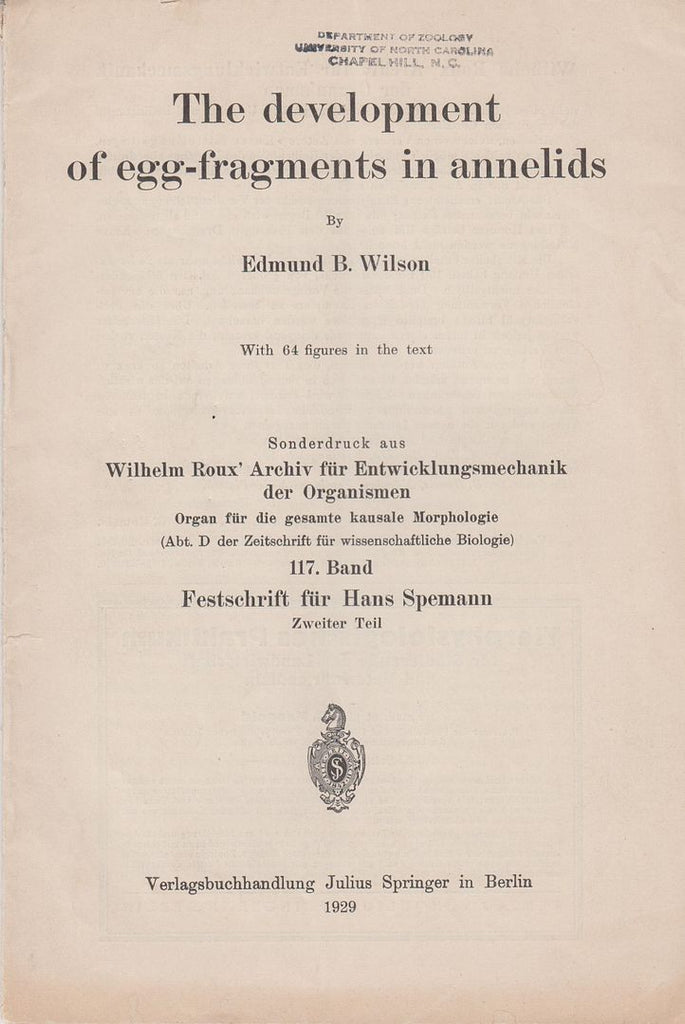 DEPARTMENT OF ZOOLOGY
UNIVERSITY OF NORTH CAROLINA
CHAPEL HILL, N. C.
The development
of egg-fragments in annelids
By
Edmund B. Wilson
With 64 figures in the text
Sonderdruck aus
Wilhelm Roux' Archiv für Entwicklungsmechanik
der Organismen
Organ für die gesamte kausale Morphologie
(Abt. D der Zeitschrift für wissenschaftliche Biologie)
117. Band
Festschrift für Hans Spemann
Zweiter Teil
Verlagsbuchhandlung Julius Springer in Berlin
1929